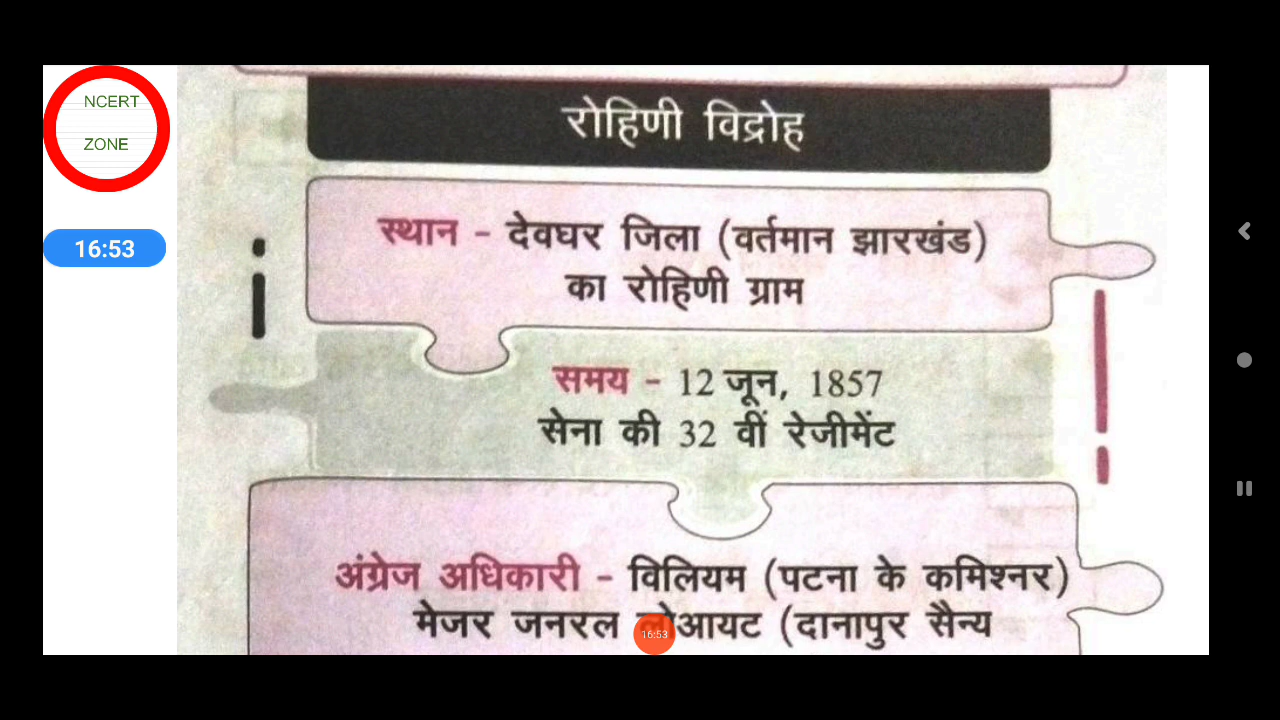 NCERT
ZONE
16:53
रोहिणी विद्रोह
स्थान - देवघर जिला (वर्तमान झारखंड)
का रोहिणी ग्राम
समय - 12 जून, 1857
सेना की 32 वीं रेजीमेंट
अंग्रेज अधिकारी - विलियम (पटना के कमिश्नर)
मेजर जनरल लोआयट (दानापुर सैन्य
16:53